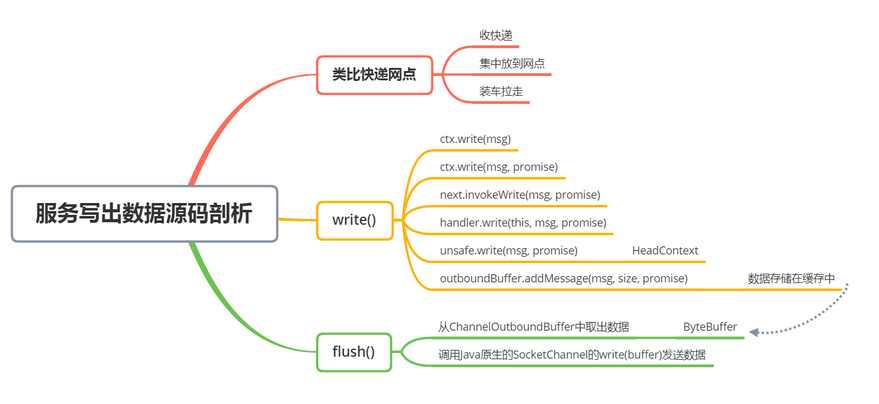 服务写出数据源码剖析
类比快递网点
收快递
集中放到网点
装车拉走
write()
ctx.write(msg)
ctx.write(msg, promise)
next.invokeWrite(msg, promise)
handler.write(this, msg, promise)
unsafe.write(msg, promise) HeadContext
outboundBuffer.addMessage(msg, size, promise) 数据存储在缓存中
flush()
从ChannelOutboundBuffer中取出数据 ByteBuffer
调用Java原生的SocketChannel的write(buffer)发送数据